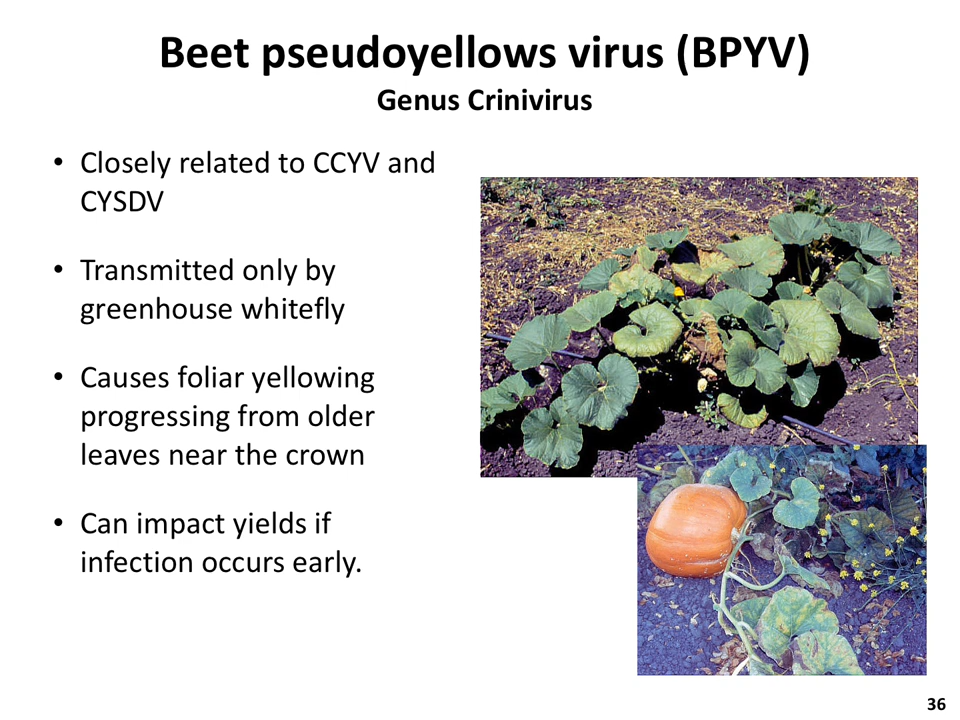 Beet pseudoyellows virus (BPYV)
Genus Crinivirus
• Closely related to CCYV and
CYSDV
• Transmitted only by
greenhouse whitefly
• Causes foliar yellowing
progressing from older
leaves near the crown
• Can impact yields if
infection occurs early.
36